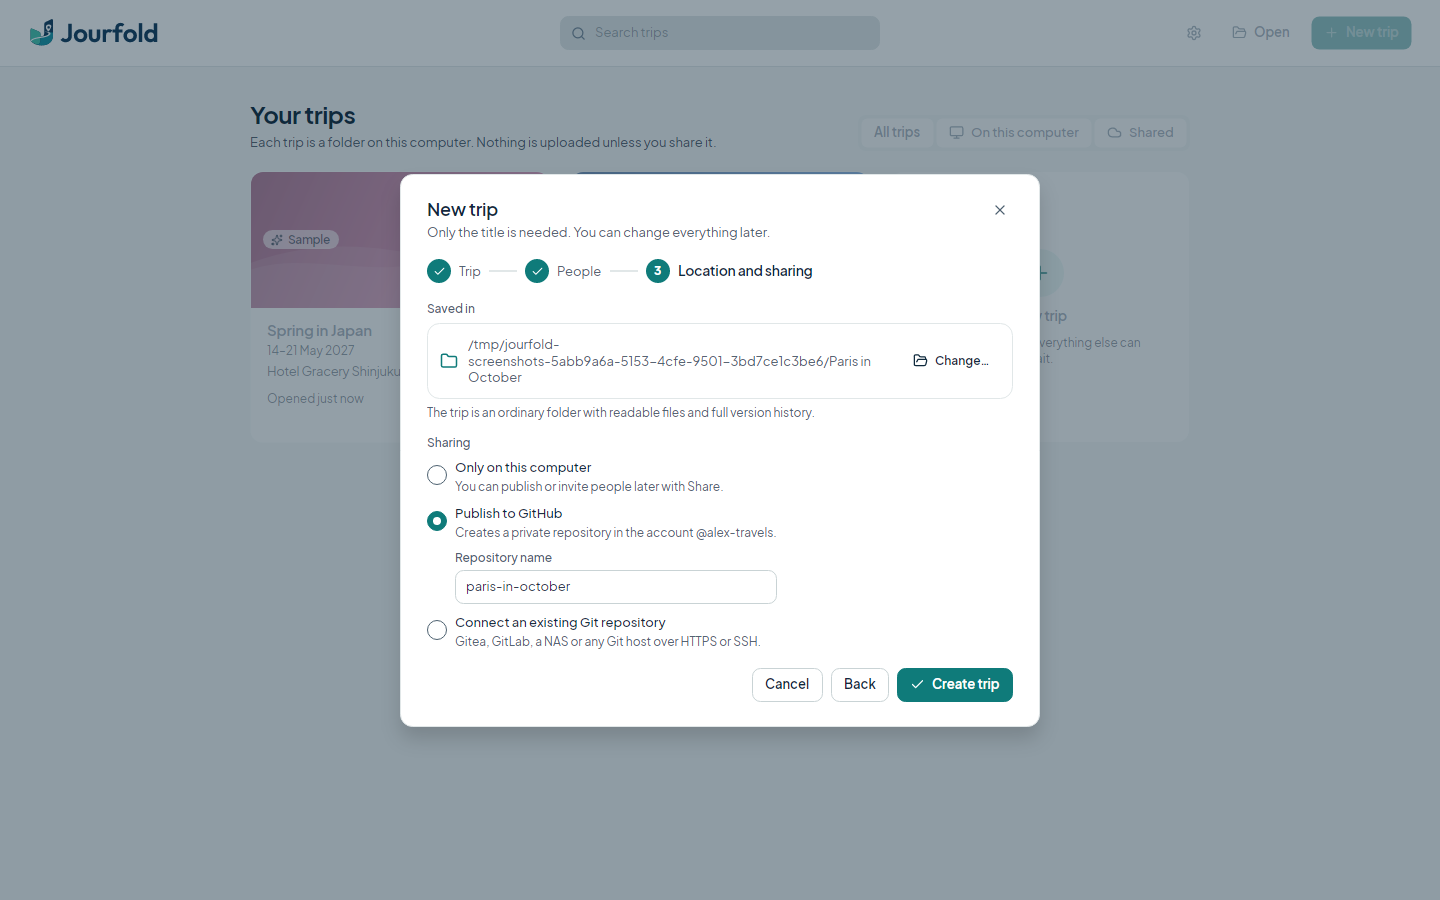 Jourfold
Search trips
Open
New trip
Your trips
Each trip is a folder on this computer. Nothing is uploaded unless you share it.
All trips
On this computer
Shared
Sample
Spring in Japan
14–21 May 2027
Hotel Gracery Shinjuku
Opened just now
trip
everything else can
New trip
Only the title is needed. You can change everything later.
Trip
People
3
Location and sharing
Saved in
/tmp/jourfold-
screenshots-5abb9a6a-5153-4cfe-9501-3bd7ce1c3be6/Paris in
October
Change…
The trip is an ordinary folder with readable files and full version history.
Sharing
Only on this computer
You can publish or invite people later with Share.
Publish to GitHub
Creates a private repository in the account @alex-travels.
Repository name
paris-in-october
Connect an existing Git repository
Gitea, GitLab, a NAS or any Git host over HTTPS or SSH.
Cancel
Back
Create trip